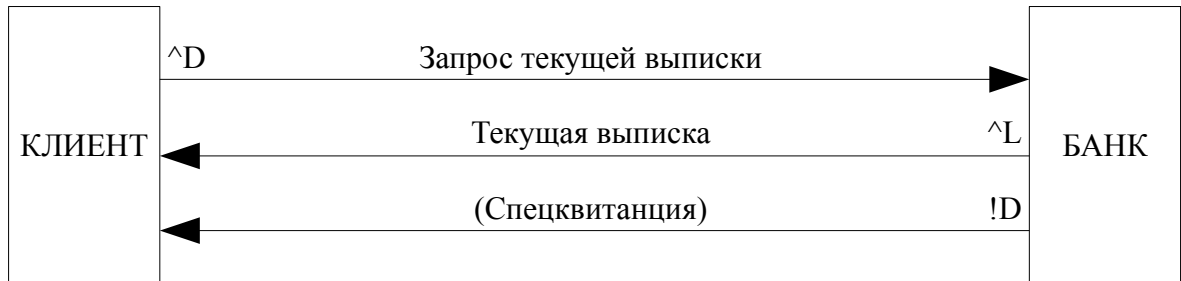 ^D Запрос текущей выписки
КЛИЕНТ Текущая выписка ^L БАНК
(Спецквитанция) !D